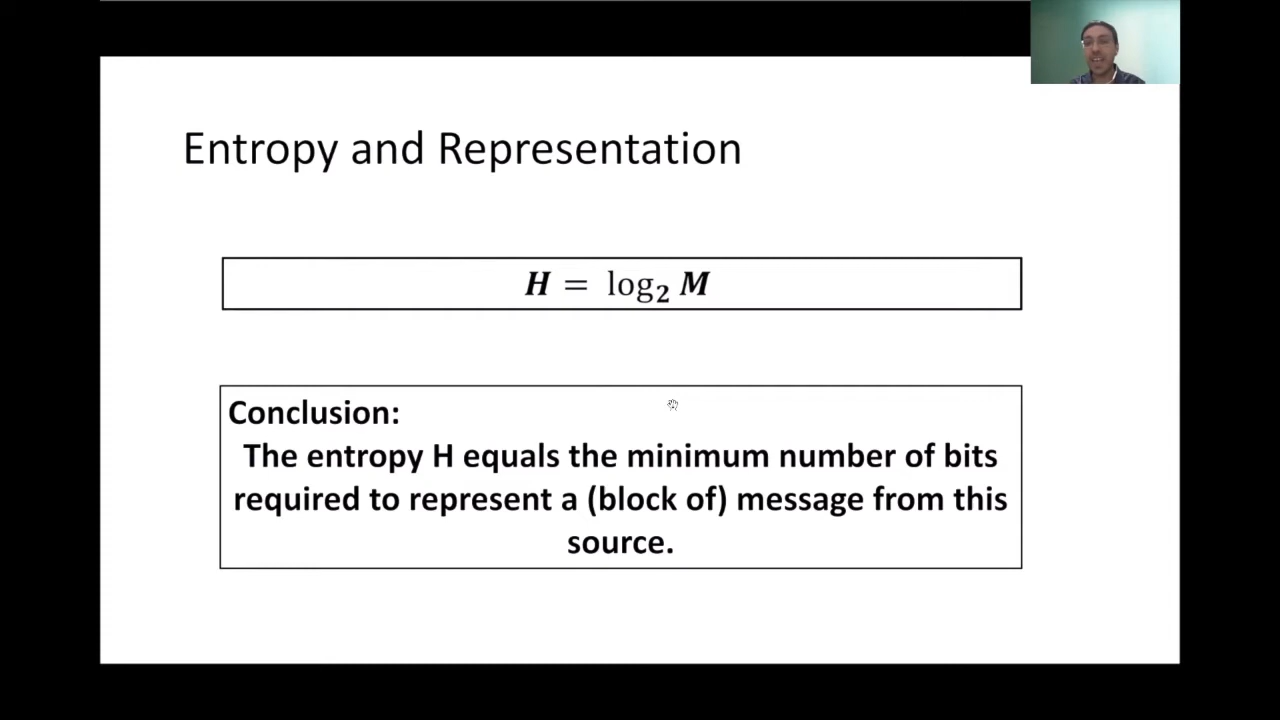 Entropy and Representation
H = log₂ M
Conclusion:
The entropy H equals the minimum number of bits
required to represent a (block of) message from this
source.